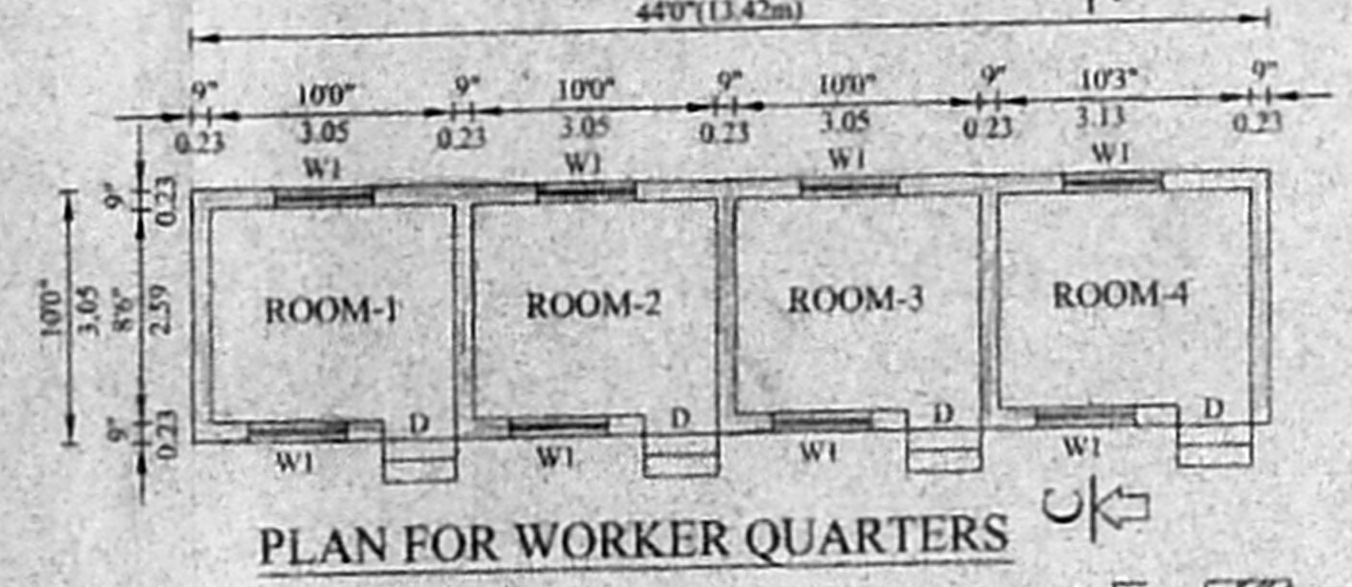 44'0"(13.42m)
9" 10'0" 9" 10'0" 9" 10'0" 9" 10'3" 9"
0.23 3.05 0.23 3.05 0.23 3.05 0.23 3.13 0.23
W1 W1 W1 W1
9" 0.23
10'0" 3.05 8'6" 2.59
ROOM-1 ROOM-2 ROOM-3 ROOM-4
9" 0.23
D D D D
W1 W1 W1 W1
C
PLAN FOR WORKER QUARTERS